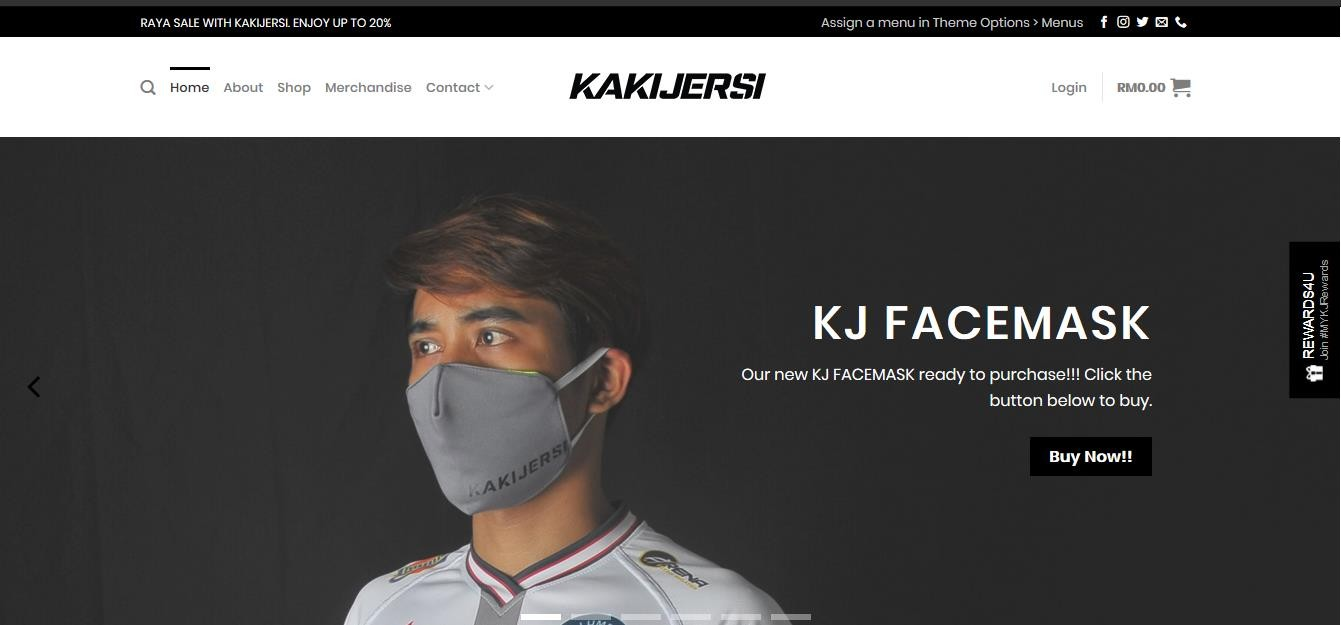 RAYA SALE WITH KAKIJERSI. ENJOY UP TO 20%
Assign a menu in Theme Options > Menus
Home About Shop Merchandise Contact
KAKIJERSI
Login
RM0.00
KJ FACEMASK
Our new KJ FACEMASK ready to purchase!!! Click the
button below to buy.
Buy Now!!
REWARDS4U
Join #MYKJRewards
KAKIJERSI
ARENA